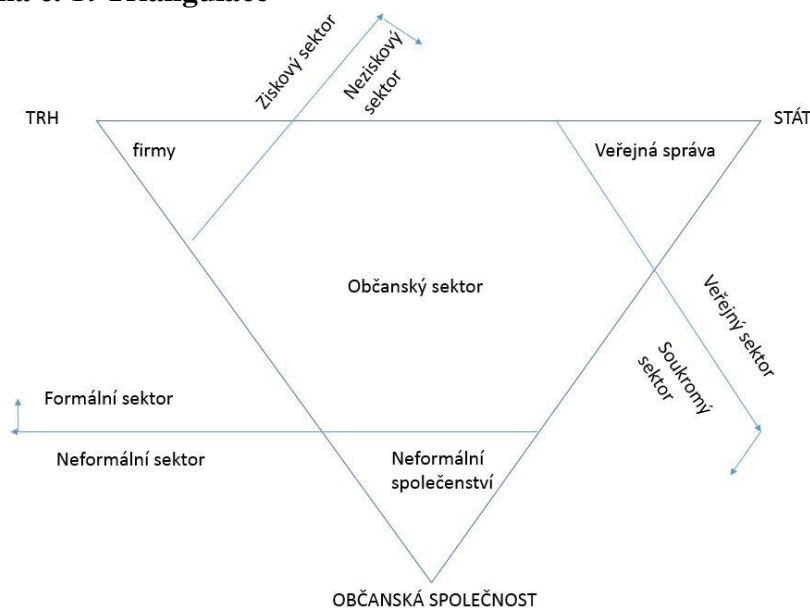 Triangulace
Ziskový sektor
Neziskový
sektor
TRH
STÁT
firmy
Veřejná správa
Občanský sektor
Veřejný sektor
Soukromý
sektor
Formální sektor
Neformální sektor
Neformální
společenství
OBČANSKÁ SPOLEČNOST